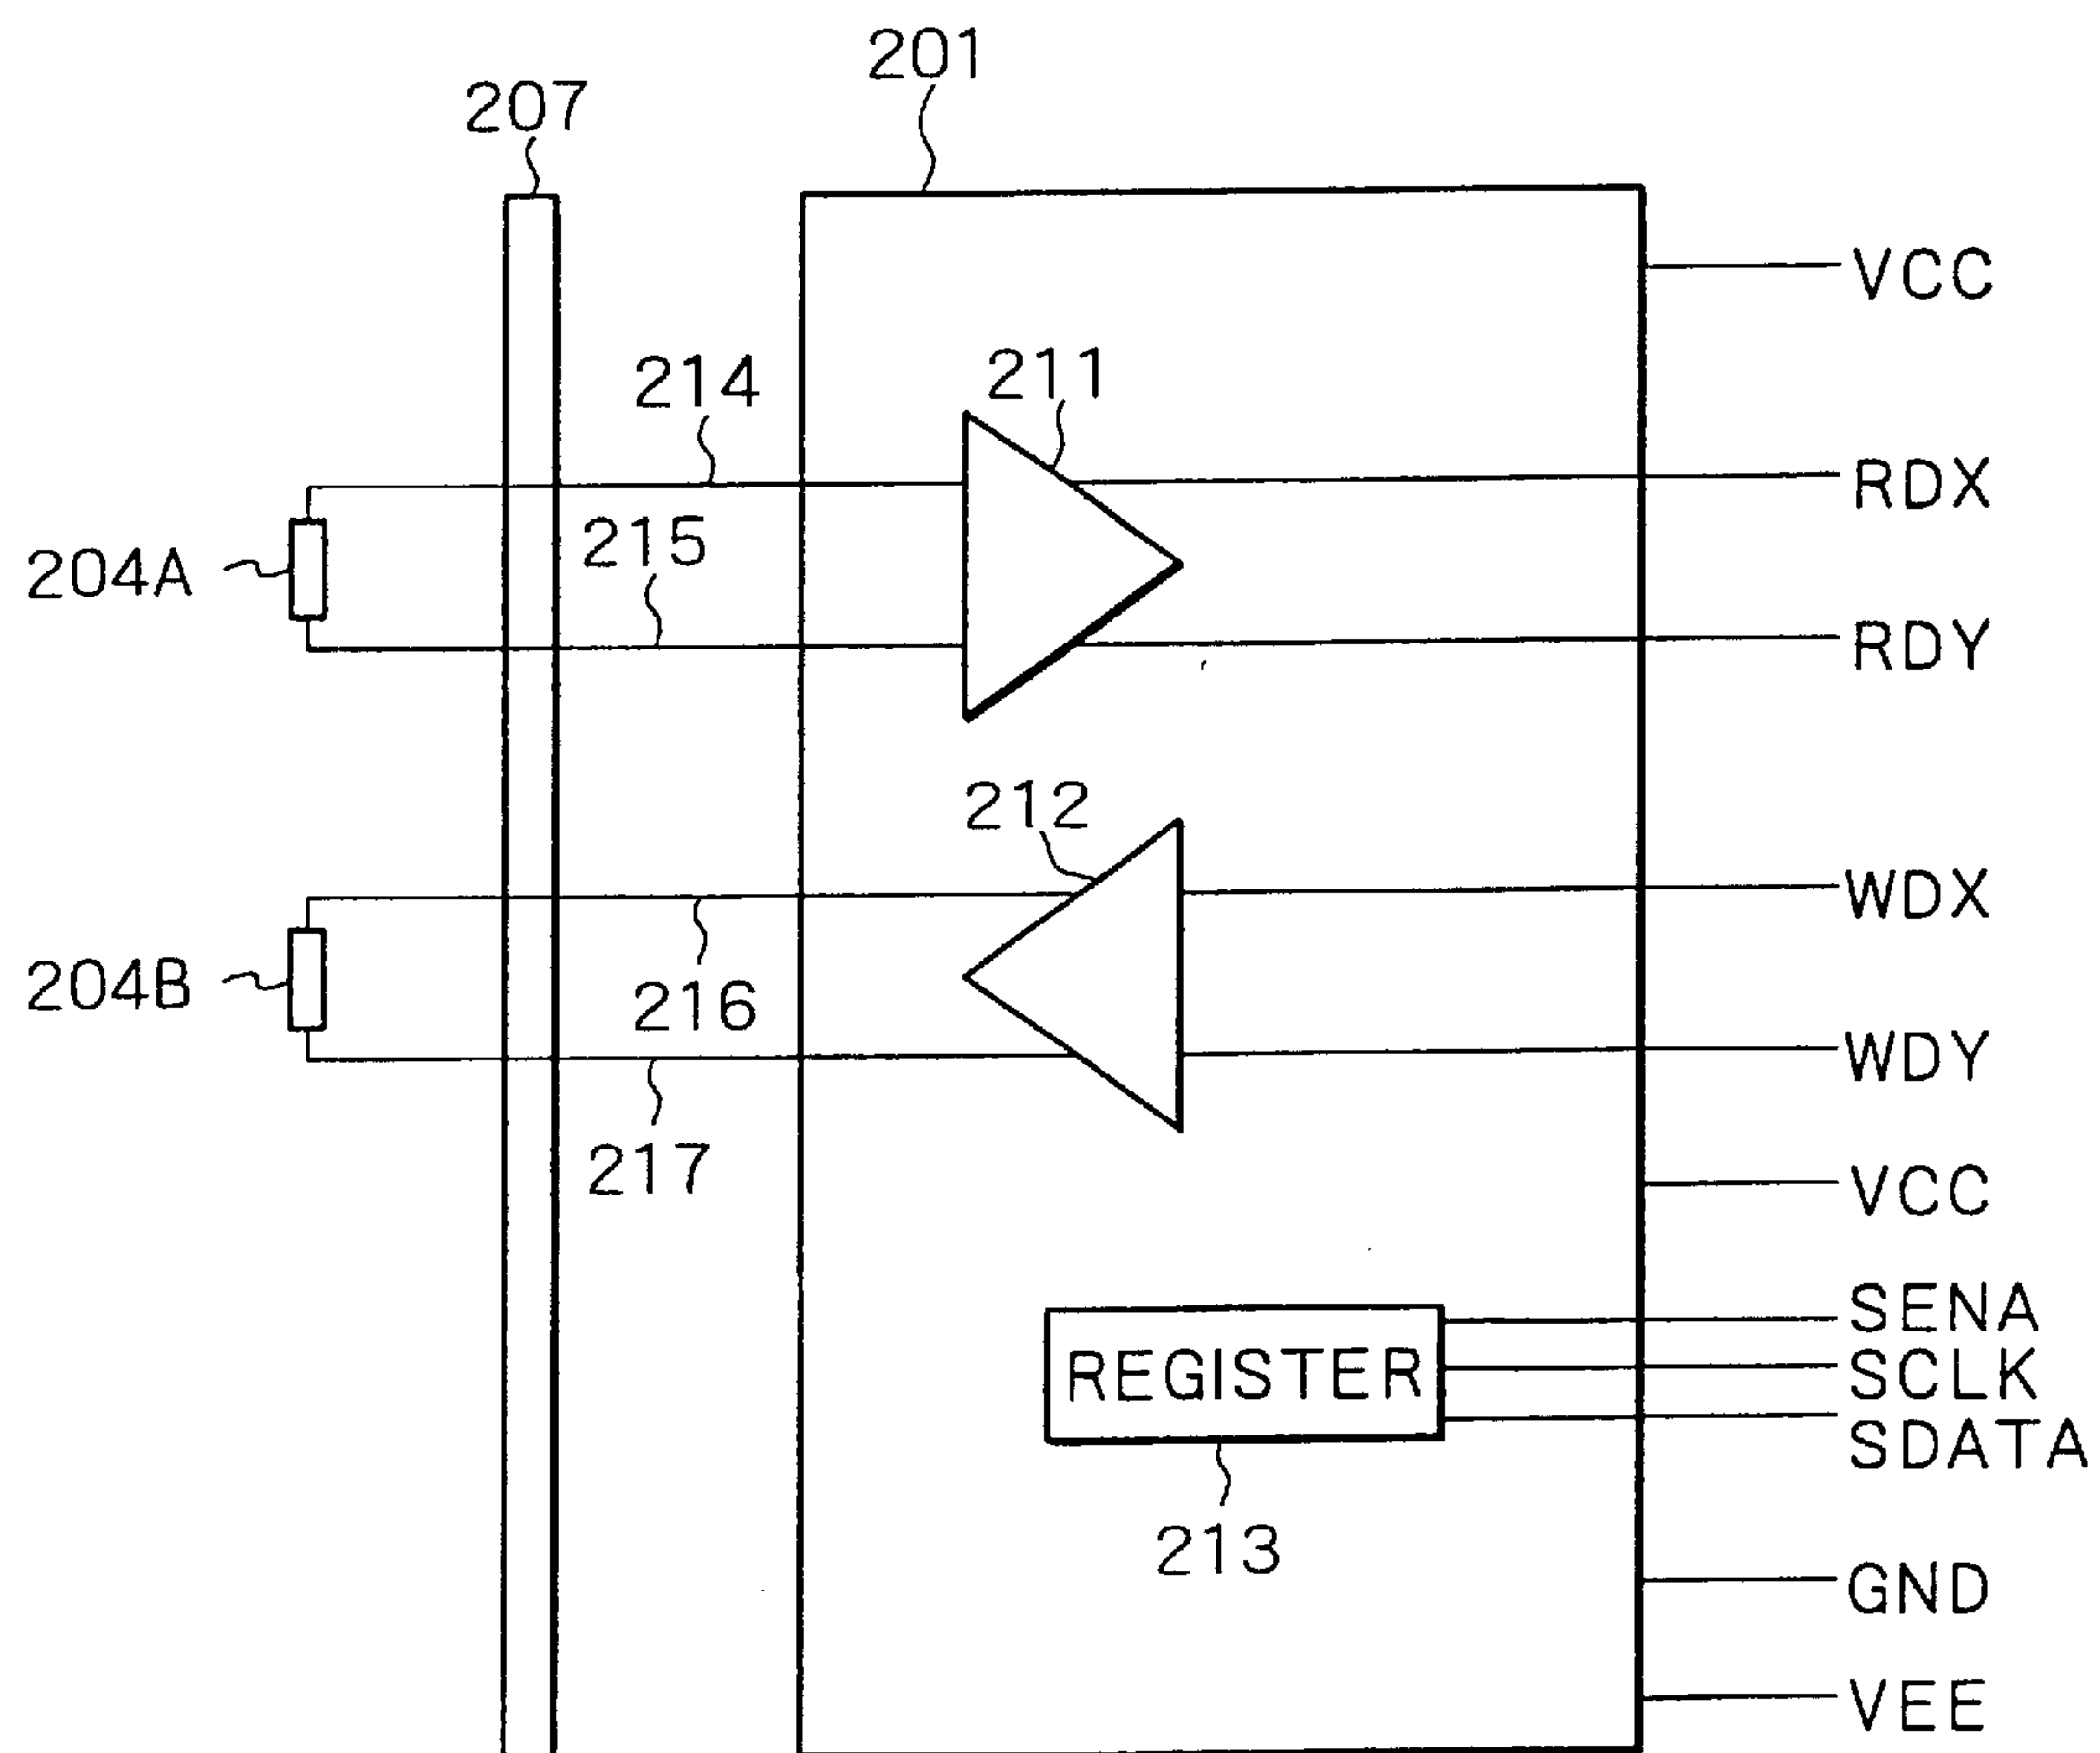 201
207
VCC
214
211
RDX
215
204A
RDY
212
WDX
204B
216
WDY
217
VCC
SENA
REGISTER
SCLK
SDATA
213
GND
VEE